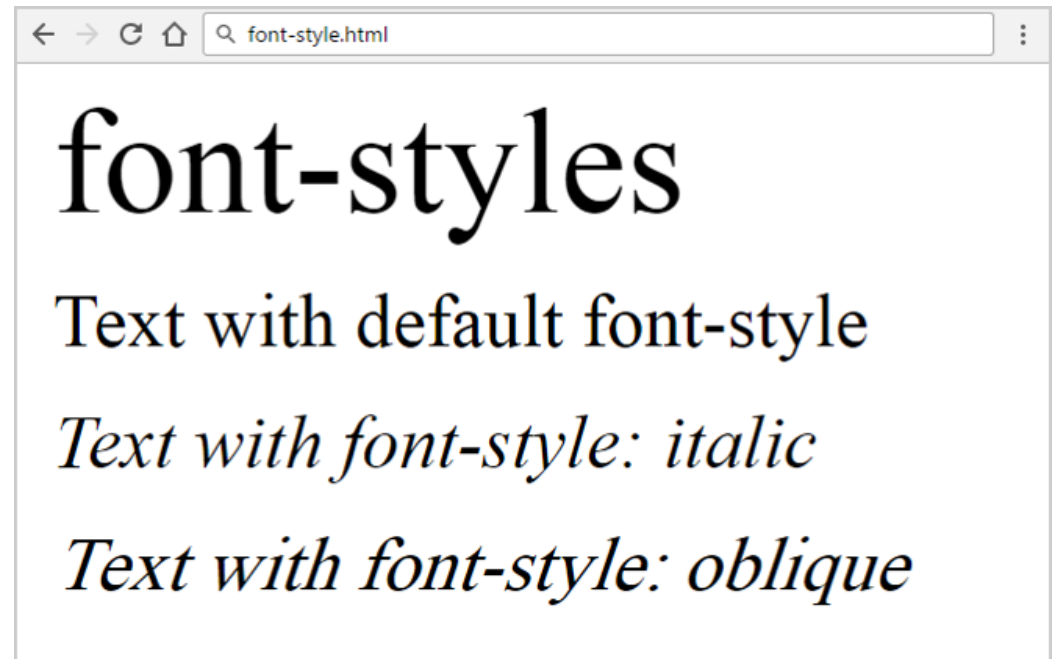 font-style.html
font-styles
Text with default font-style
Text with font-style: italic
Text with font-style: oblique